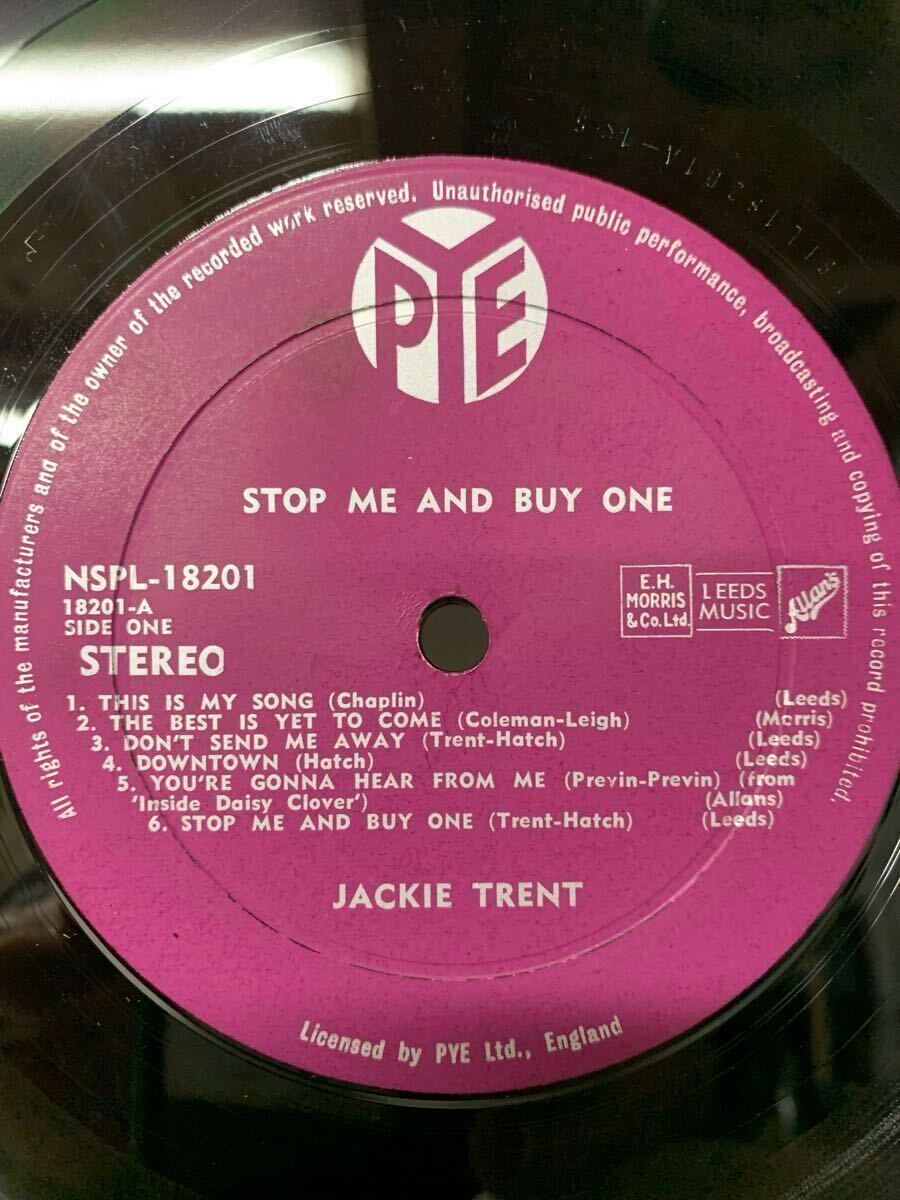 All rights of the manufacturers and of the owner of the recorded work reserved. Unauthorised public performance, broadcasting and copying of this record prohibited.
PYE
STOP ME AND BUY ONE
NSPL-18201
18201-A
SIDE ONE
STEREO
E.H.
MORRIS
& Co. Ltd.
LEEDS
MUSIC
Allan's
1. THIS IS MY SONG (Chaplin) (Leeds)
2. THE BEST IS YET TO COME (Coleman-Leigh) (Morris)
3. DON'T SEND ME AWAY (Trent-Hatch) (Leeds)
4. DOWNTOWN (Hatch) (Leeds)
5. YOU'RE GONNA HEAR FROM ME (Previn-Previn) (from
'Inside Daisy Clover') (Allans)
6. STOP ME AND BUY ONE (Trent-Hatch) (Leeds)
JACKIE TRENT
Licensed by PYE Ltd., England